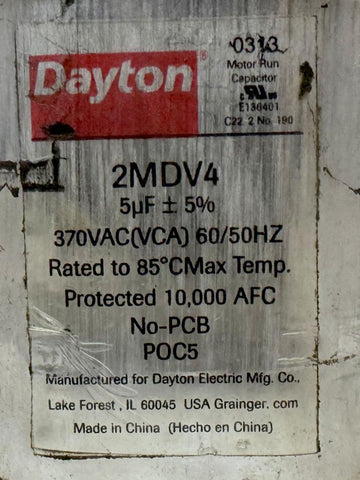 Dayton
0313
Motor Run
Capacitor
E136401
C22.2 No. 190
2MDV4
5µF ± 5%
370VAC(VCA) 60/50HZ
Rated to 85°CMax Temp.
Protected 10,000 AFC
No-PCB
POC5
Manufactured for Dayton Electric Mfg. Co.,
Lake Forest , IL 60045 USA Grainger. com
Made in China (Hecho en China)